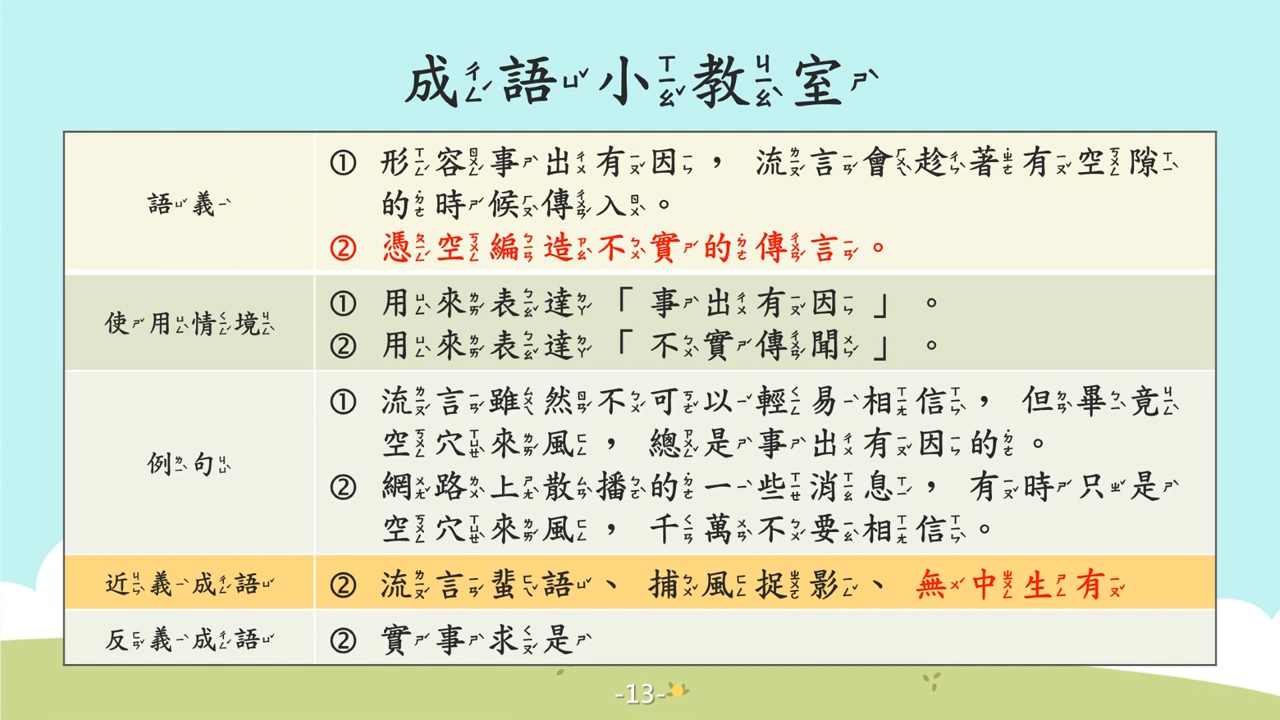 成語小教室
語義
① 形容事出有因，流言會趁著有空隙
的時候傳入。
② 憑空編造不實的傳言。
使用情境
① 用來表達「事出有因」。
② 用來表達「不實傳聞」。
例句
① 流言雖然不可以輕易相信，但畢竟
空穴來風，總是事出有因的。
② 網路上散播的一些消息，有時只是
空穴來風，千萬不要相信。
近義成語
② 流言蜚語、捕風捉影、無中生有
反義成語
② 實事求是
-13-